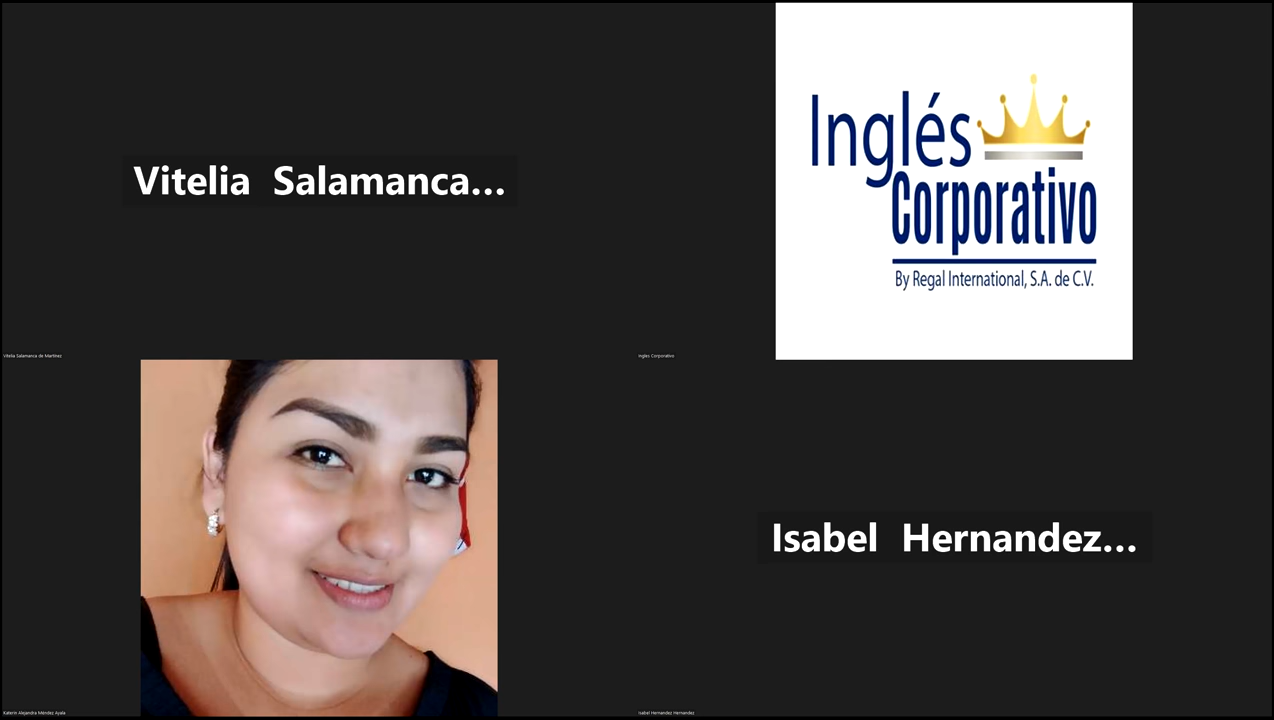 Vitelia Salamanca...
Inglés
Corporativo
By Regal International, S.A. de C.V.
Vitelia Salamanca de Martínez
Ingles Corporativo
Isabel Hernandez...
Katerin Alejandra Méndez Ayala
Isabel Hernandez Hernandez